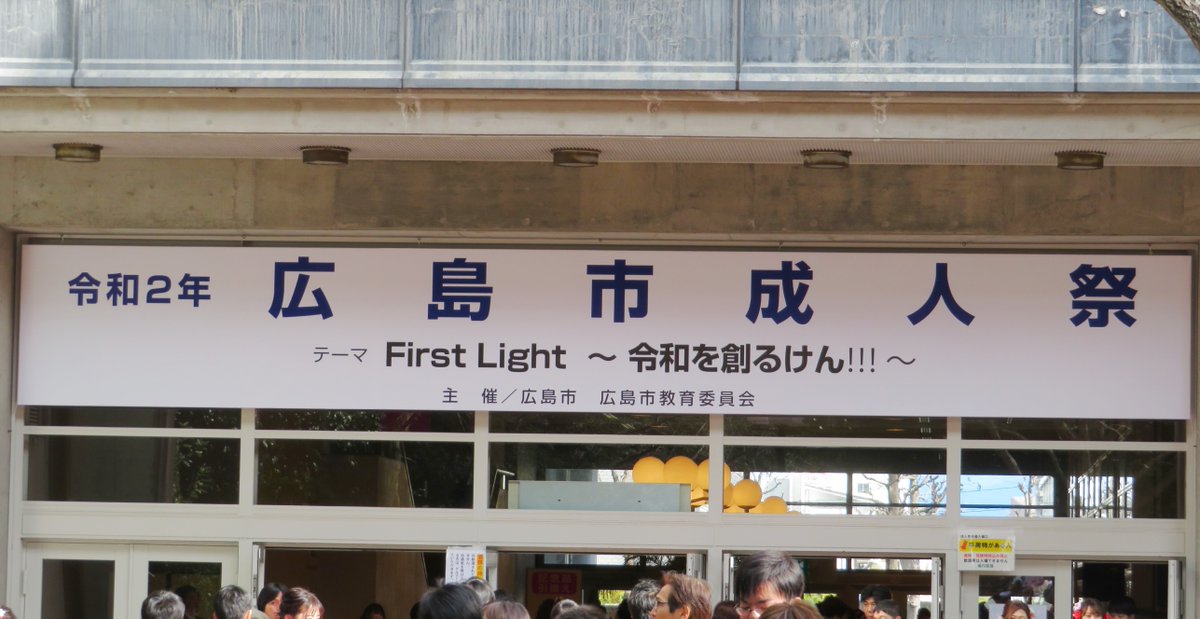 令和2年 広島市成人祭
テーマ First Light ～ 令和を創るけん!!! ～
主 催／広島市 広島市教育委員会